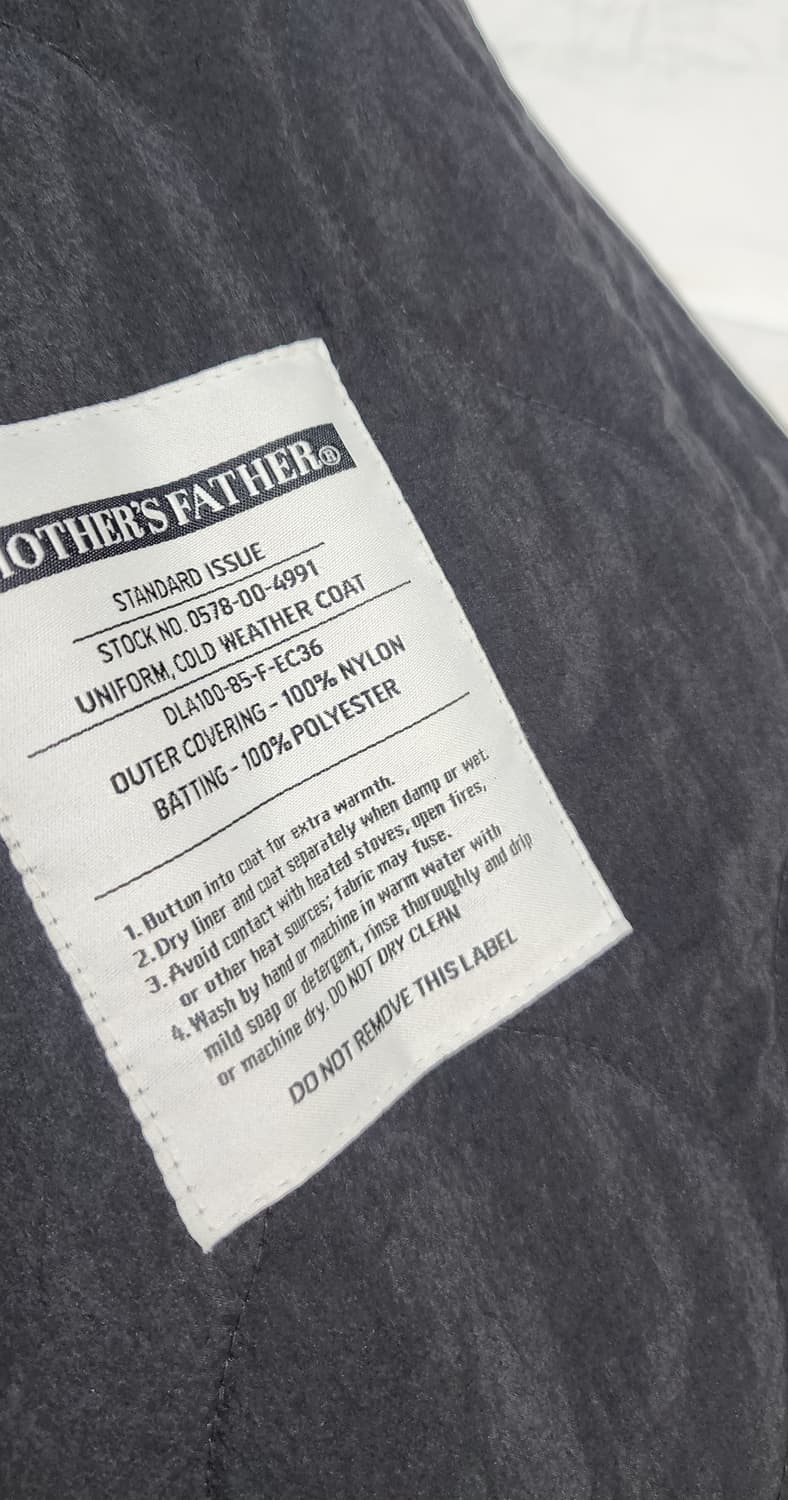 OTHER'S FATHER®
STANDARD ISSUE
STOCK NO. 0578-00-4991
UNIFORM, COLD WEATHER COAT
DLA100-85-F-EC36
OUTER COVERING - 100% NYLON
BATTING - 100% POLYESTER
1. Button into coat for extra warmth.
2. Dry liner and coat separately when damp or wet.
3. Avoid contact with heated stoves, open fires,
or other heat sources; fabric may fuse.
4. Wash by hand or machine in warm water with
mild soap or detergent, rinse thoroughly and drip
or machine dry. DO NOT DRY CLEAN
DO NOT REMOVE THIS LABEL